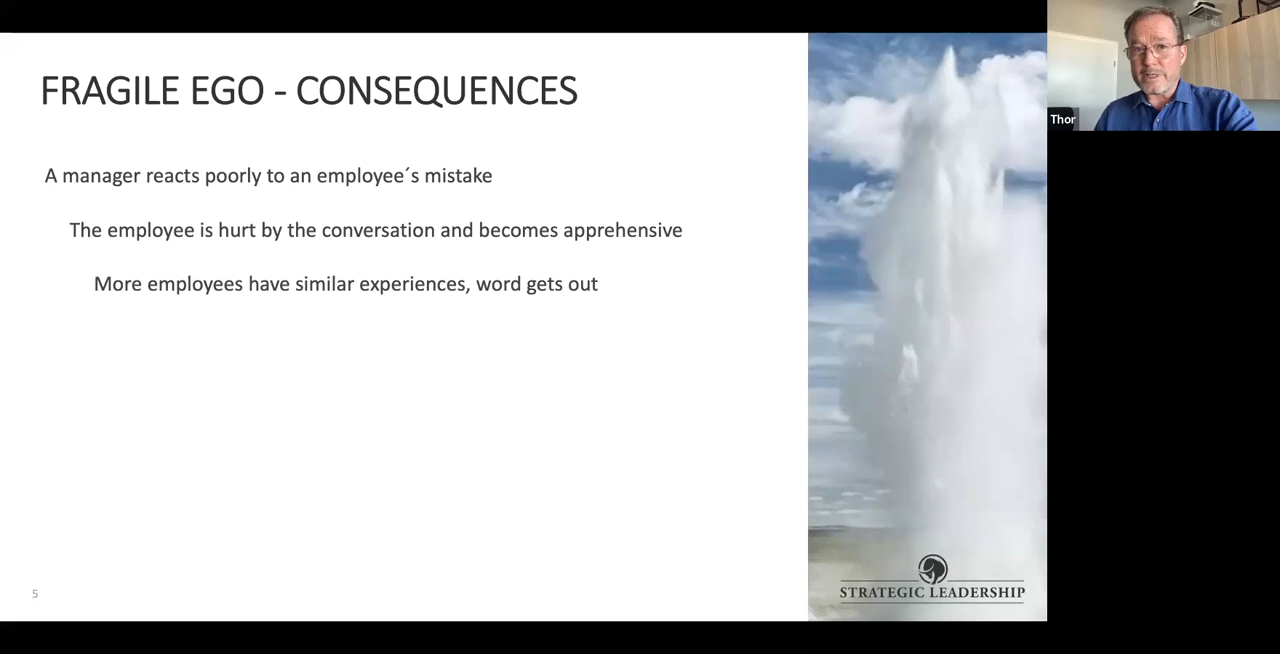 FRAGILE EGO - CONSEQUENCES
A manager reacts poorly to an employee´s mistake
The employee is hurt by the conversation and becomes apprehensive
More employees have similar experiences, word gets out
5
STRATEGIC LEADERSHIP
Thor